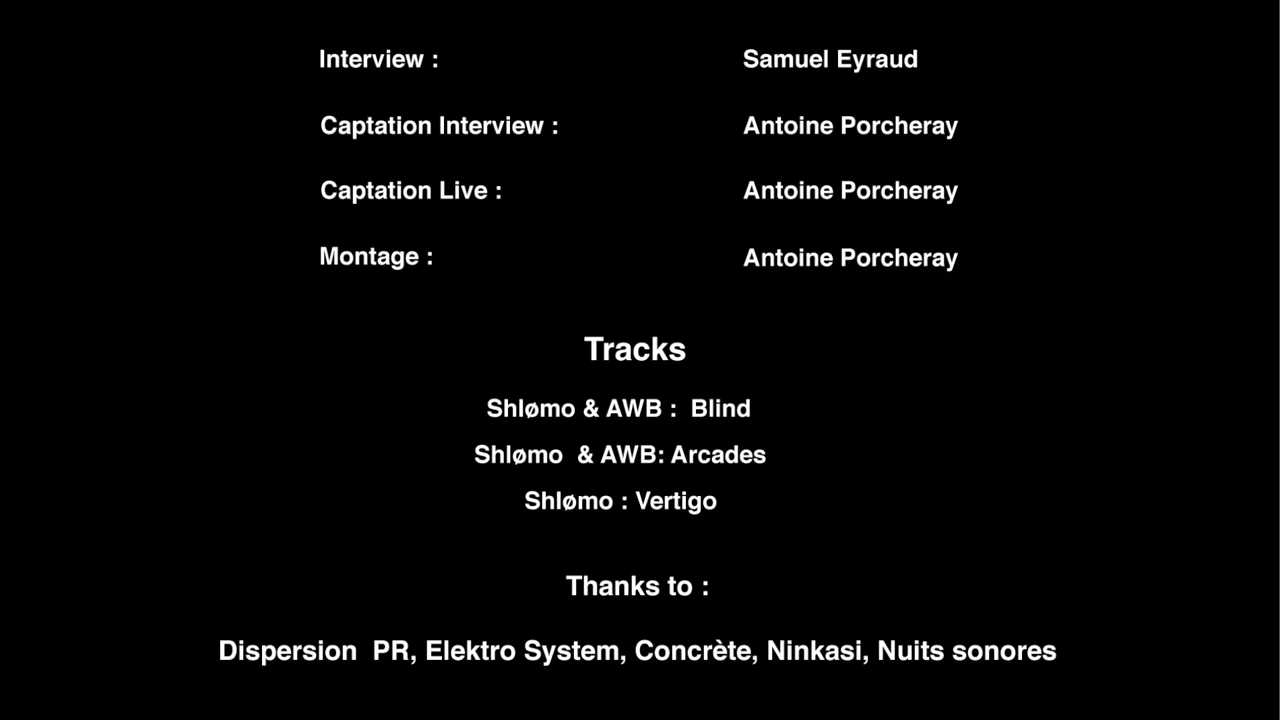 Interview : Samuel Eyraud
Captation Interview : Antoine Porcheray
Captation Live : Antoine Porcheray
Montage : Antoine Porcheray
Tracks
Shlømo & AWB : Blind
Shlømo & AWB: Arcades
Shlømo : Vertigo
Thanks to :
Dispersion PR, Elektro System, Concrète, Ninkasi, Nuits sonores